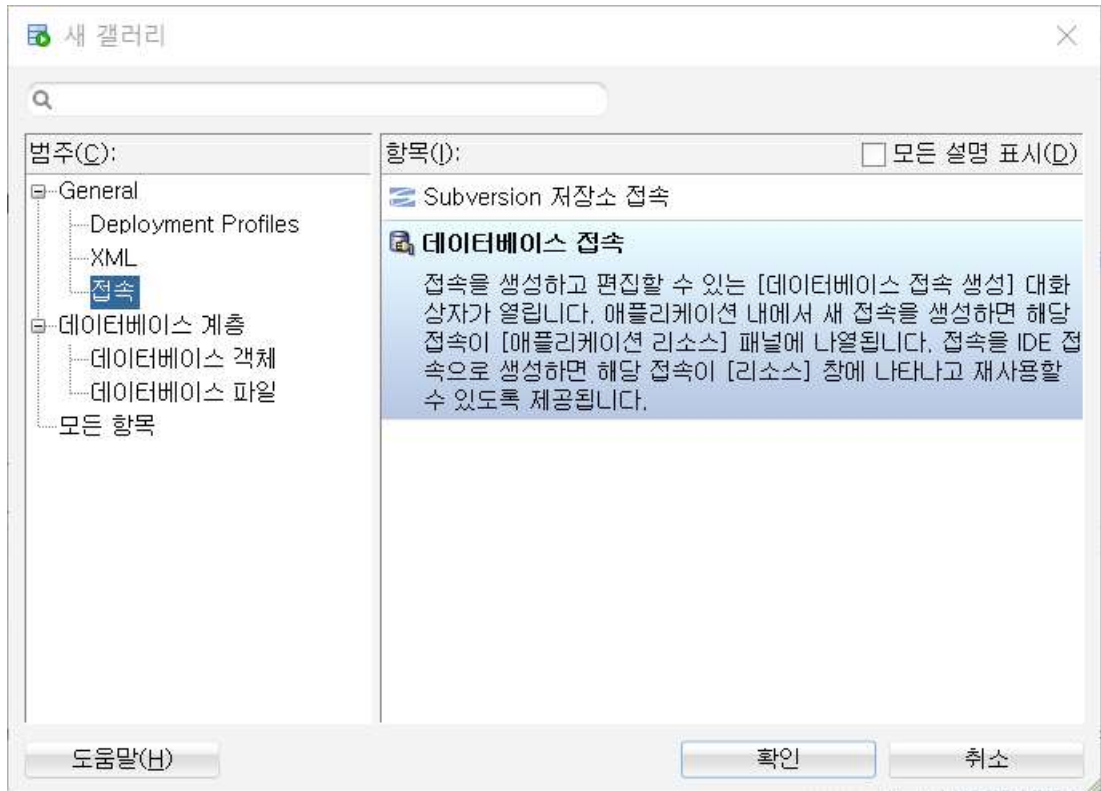 새 갤러리
범주(C):
General
Deployment Profiles
XML
접속
데이터베이스 계층
데이터베이스 객체
데이터베이스 파일
모든 항목
항목(I):
모든 설명 표시(D)
Subversion 저장소 접속
데이터베이스 접속
접속을 생성하고 편집할 수 있는 [데이터베이스 접속 생성] 대화
상자가 열립니다. 애플리케이션 내에서 새 접속을 생성하면 해당
접속이 [애플리케이션 리소스] 패널에 나열됩니다. 접속을 IDE 접
속으로 생성하면 해당 접속이 [리소스] 창에 나타나고 재사용할
수 있도록 제공됩니다.
도움말(H)
확인
취소